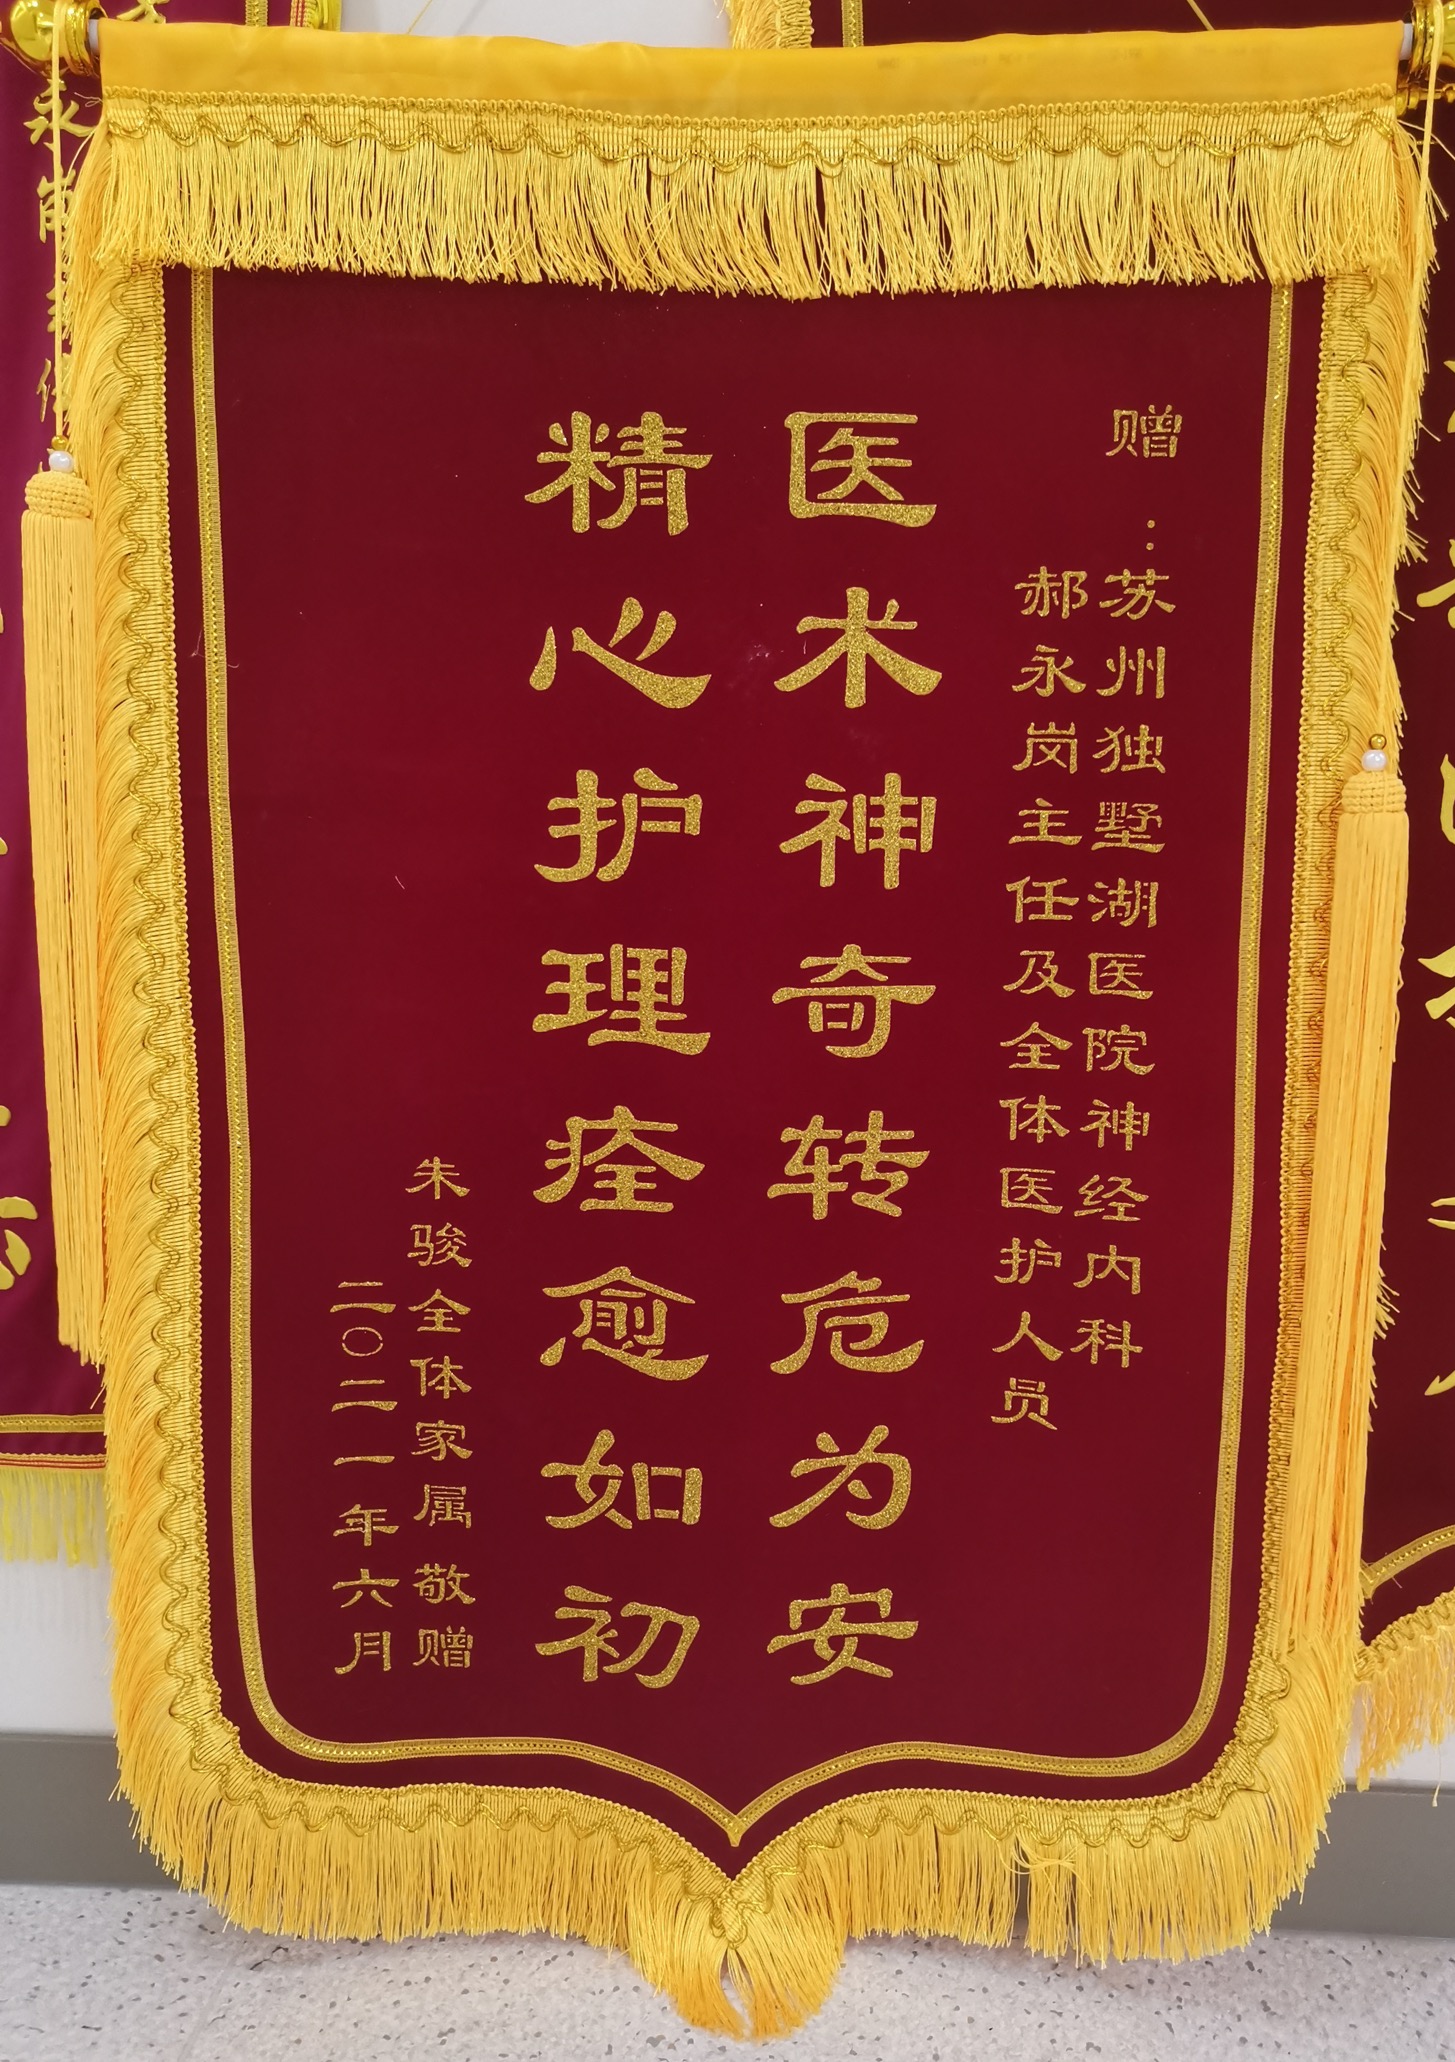 赠：苏州独墅湖医院神经内科
郝永岗主任及全体医护人员
医术神奇转危为安
精心护理痊愈如初
朱骏全体家属敬赠
二〇二一年六月